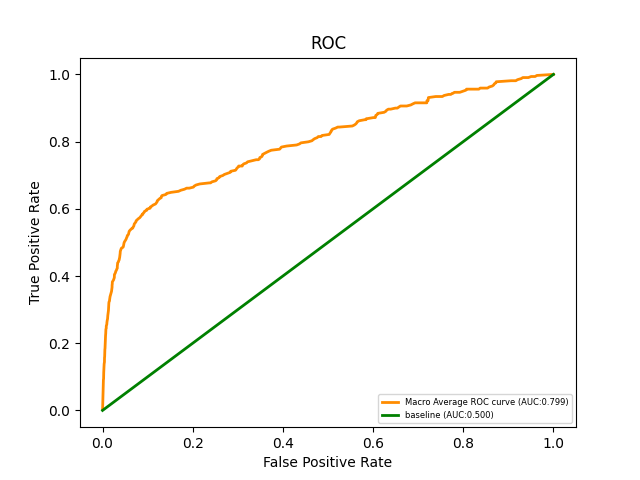 ROC
True Positive Rate
1.0
0.8
0.6
0.4
0.2
0.0
0.0 0.2 0.4 0.6 0.8 1.0
False Positive Rate
Macro Average ROC curve (AUC:0.799)
baseline (AUC:0.500)